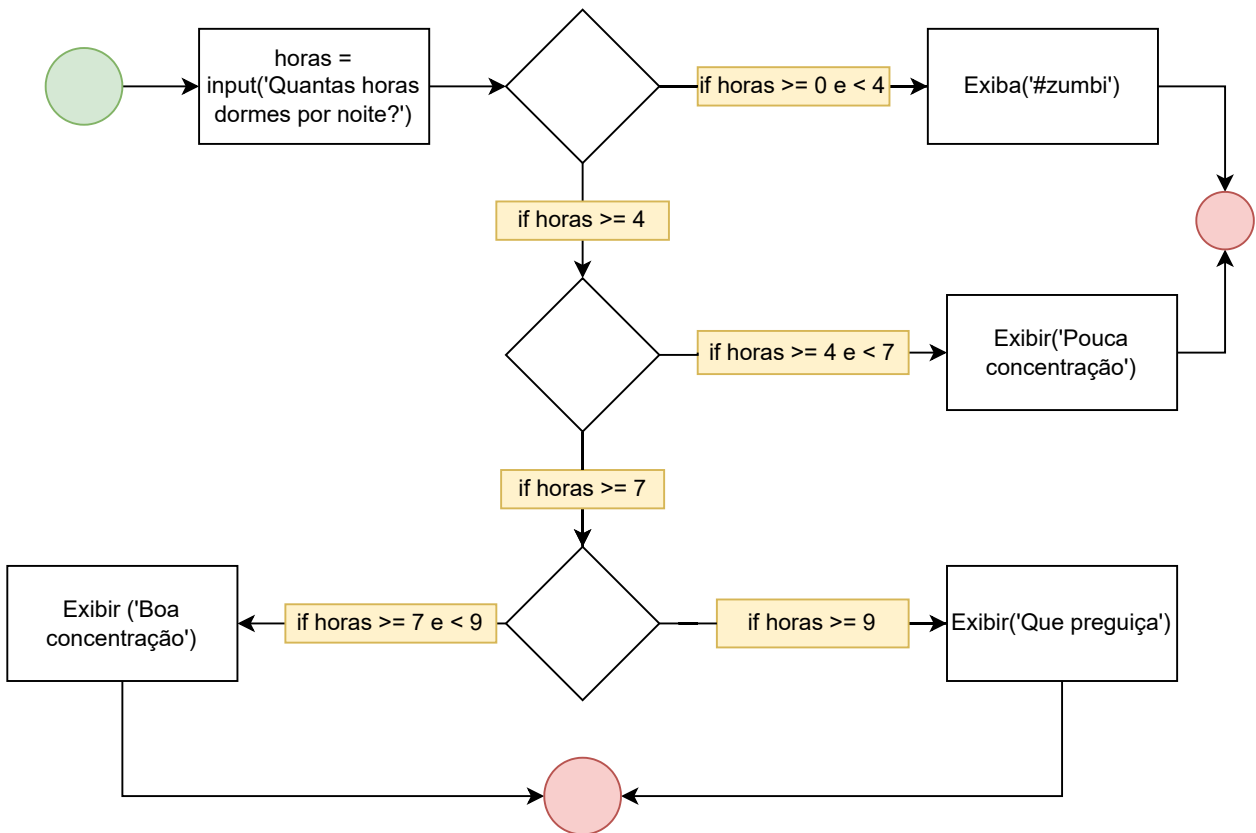 horas =
input('Quantas horas
dormes por noite?')
if horas >= 0 e < 4
Exiba('#zumbi')
if horas >= 4
if horas >= 4 e < 7
Exibir('Pouca
concentração')
if horas >= 7
Exibir ('Boa
concentração')
if horas >= 7 e < 9
if horas >= 9
Exibir('Que preguiça')